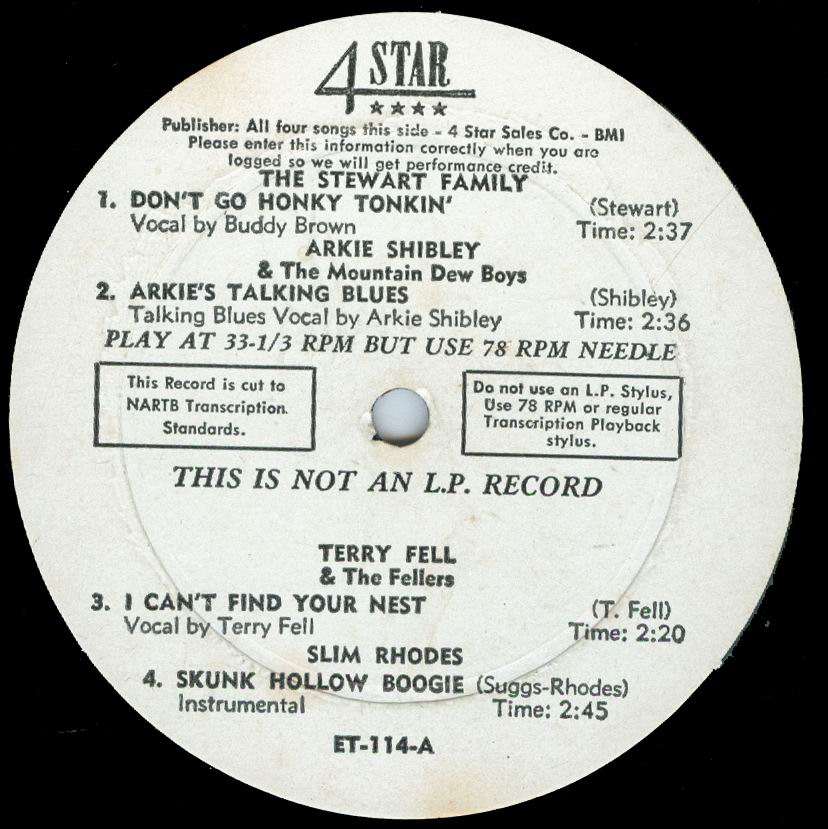 4 STAR
★★★★
Publisher: All four songs this side - 4 Star Sales Co. - BMI
Please enter this information correctly when you are
logged so we will get performance credit.
THE STEWART FAMILY
1. DON'T GO HONKY TONKIN' (Stewart)
Vocal by Buddy Brown Time: 2:37
ARKIE SHIBLEY
& The Mountain Dew Boys
2. ARKIE'S TALKING BLUES (Shibley)
Talking Blues Vocal by Arkie Shibley Time: 2:36
PLAY AT 33-1/3 RPM BUT USE 78 RPM NEEDLE
This Record is cut to
NARTB Transcription.
Standards.
Do not use an L.P. Stylus,
Use 78 RPM or regular
Transcription Playback
stylus.
THIS IS NOT AN L.P. RECORD
TERRY FELL
& The Fellers
3. I CAN'T FIND YOUR NEST (T. Fell)
Vocal by Terry Fell Time: 2:20
SLIM RHODES
4. SKUNK HOLLOW BOOGIE (Suggs-Rhodes)
Instrumental Time: 2:45
ET-114-A